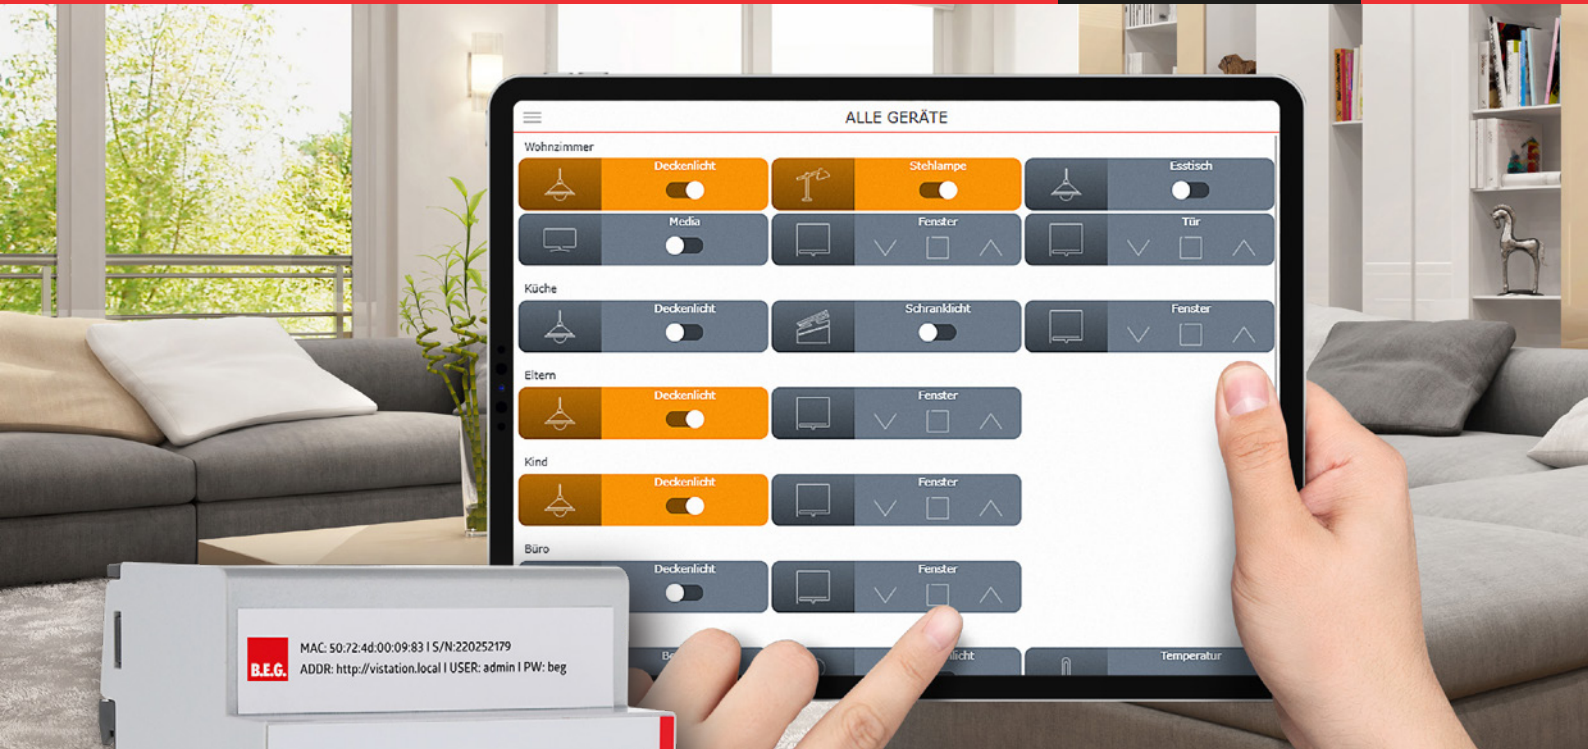 ALLE GERÄTE
Wohnzimmer
Deckenlicht
Stehlampe
Esstisch
Media
Fenster
Tür
Küche
Deckenlicht
Schranklicht
Fenster
Eltern
Deckenlicht
Fenster
Kind
Deckenlicht
Fenster
Büro
Deckenlicht
Fenster
Temperatur
B.E.G.
MAC: 50:72:4d:00:09:83 I S/N:220252179
ADDR: http://vistation.local I USER: admin I PW: beg